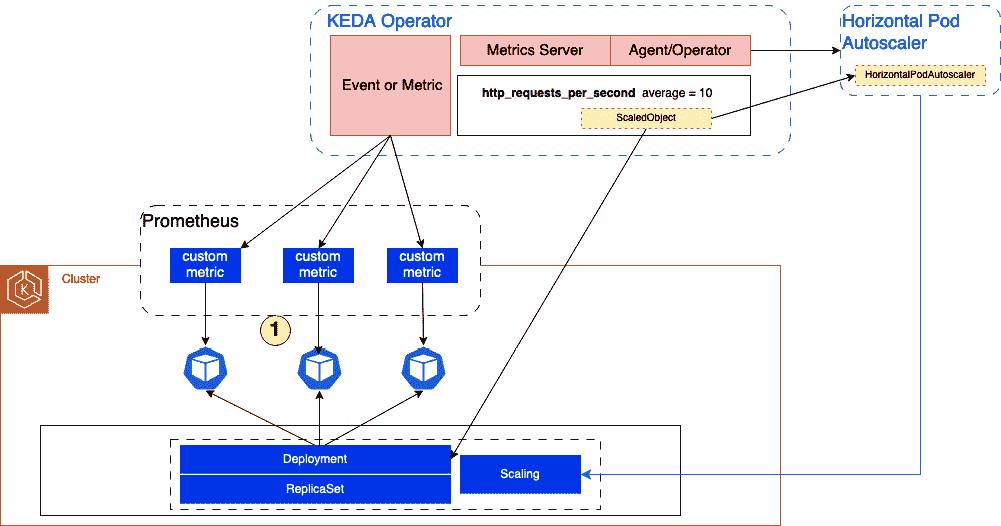 KEDA Operator
Horizontal Pod
Autoscaler
Metrics Server
Agent/Operator
Event or Metric
HorizontalPodAutoscaler
http_requests_per_second average = 10
ScaledObject
Prometheus
custom
metric
custom
metric
custom
metric
Cluster
K
1
Deployment
Scaling
ReplicaSet